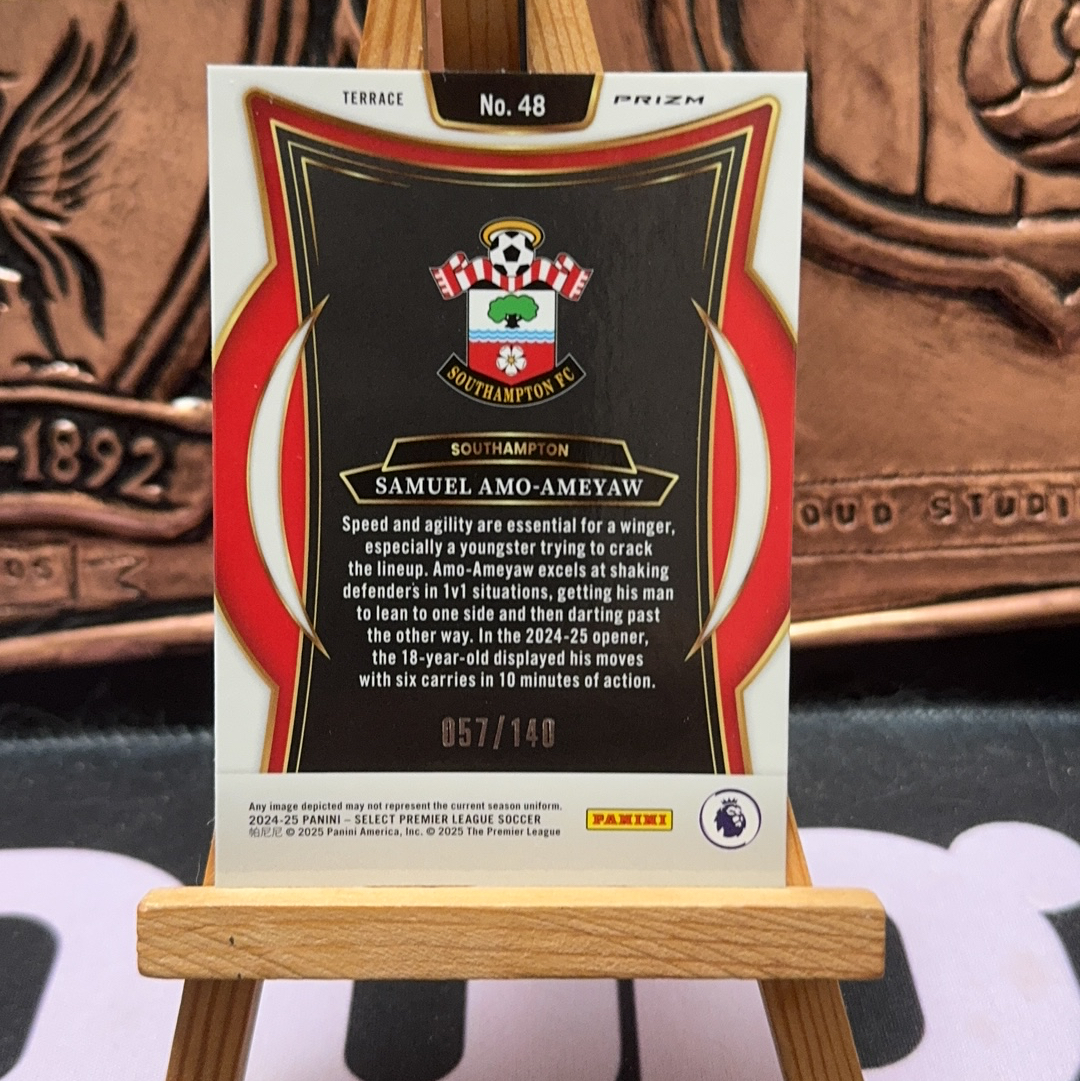 TERRACE
No. 48
PRIZM
SOUTHAMPTON FC
SOUTHAMPTON
SAMUEL AMO-AMEYAW
Speed and agility are essential for a winger,
especially a youngster trying to crack
the lineup. Amo-Ameyaw excels at shaking
defenders in 1v1 situations, getting his man
to lean to one side and then darting past
the other way. In the 2024-25 opener,
the 18-year-old displayed his moves
with six carries in 10 minutes of action.
057/140
Any image depicted may not represent the current season uniform.
2024-25 PANINI – SELECT PREMIER LEAGUE SOCCER
帕尼尼 © 2025 Panini America, Inc. © 2025 The Premier League
PANINI
-1892
OUD STUDI
OS